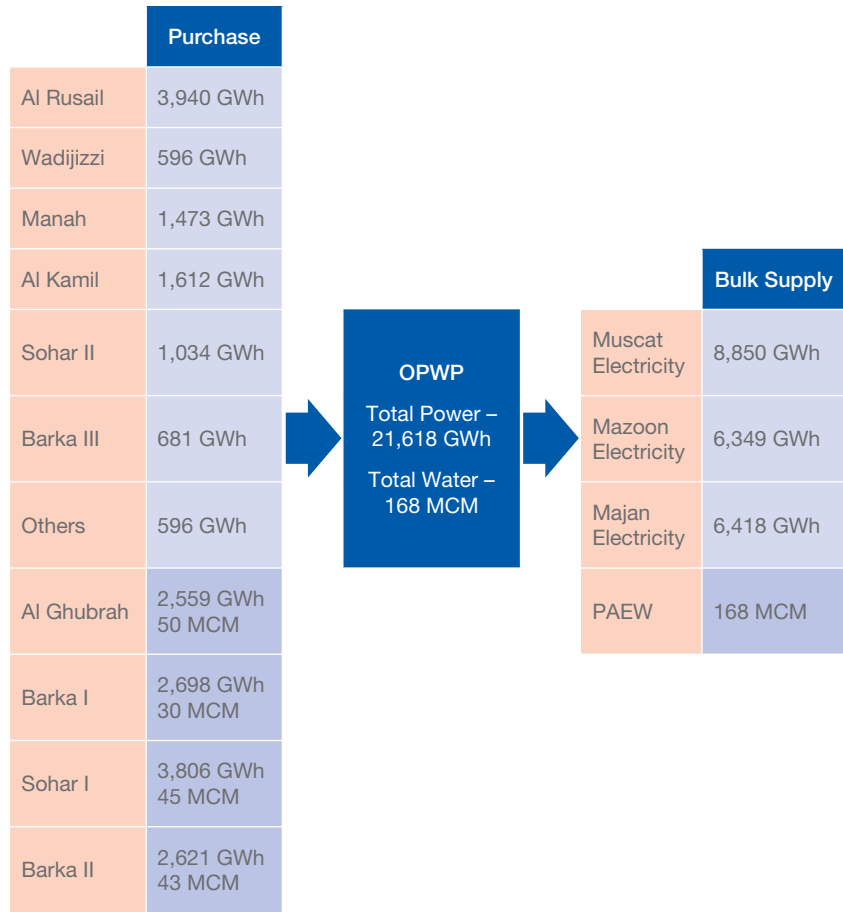 Purchase
Al Rusail
3,940 GWh
Wadijizzi
596 GWh
Manah
1,473 GWh
Al Kamil
1,612 GWh
Sohar II
1,034 GWh
Barka III
681 GWh
Others
596 GWh
Al Ghubrah
2,559 GWh
50 MCM
Barka I
2,698 GWh
30 MCM
Sohar I
3,806 GWh
45 MCM
Barka II
2,621 GWh
43 MCM
OPWP
Total Power –
21,618 GWh
Total Water –
168 MCM
Bulk Supply
Muscat
Electricity
8,850 GWh
Mazoon
Electricity
6,349 GWh
Majan
Electricity
6,418 GWh
PAEW
168 MCM